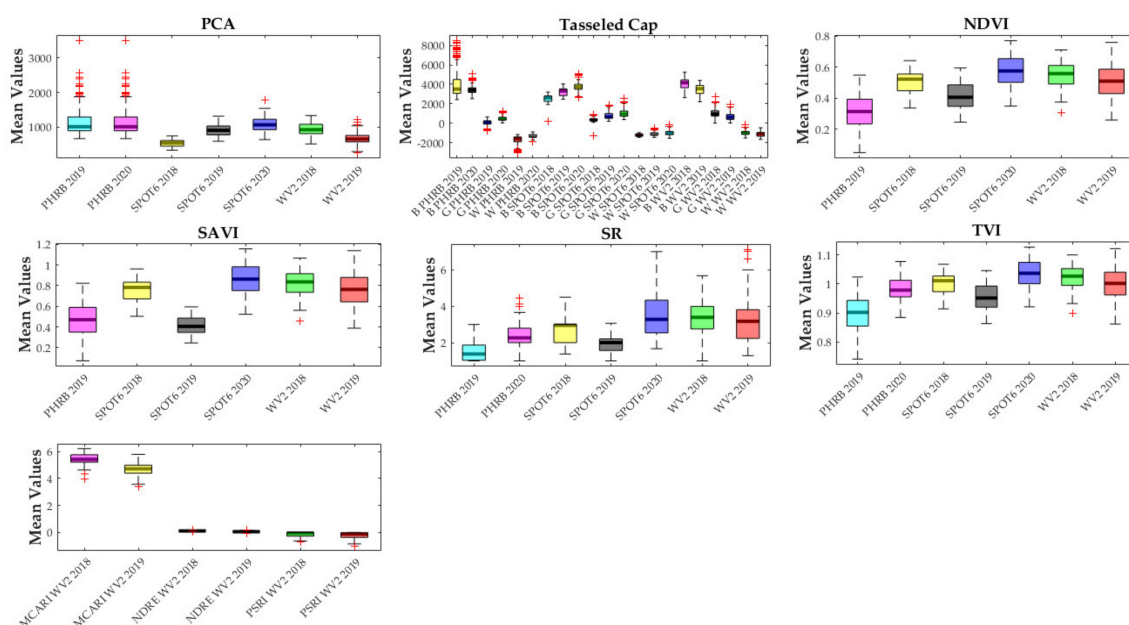 PCA
Mean Values
3000
2000
1000
PHRB 2019
PHRB 2020
SPOT6 2018
SPOT6 2019
SPOT6 2020
WV2 2018
WV2 2019
Tasseled Cap
Mean Values
8000
6000
4000
2000
0
-2000
B PHRB 2019
B PHRB 2020
G PHRB 2019
G PHRB 2020
W PHRB 2019
W PHRB 2020
B SPOT6 2018
B SPOT6 2019
B SPOT6 2020
G SPOT6 2018
G SPOT6 2019
G SPOT6 2020
W SPOT6 2018
W SPOT6 2019
W SPOT6 2020
B WV2 2018
B WV2 2019
G WV2 2018
G WV2 2019
W WV2 2018
W WV2 2019
NDVI
Mean Values
0.8
0.6
0.4
0.2
PHRB 2019
SPOT6 2018
SPOT6 2019
SPOT6 2020
WV2 2018
WV2 2019
SAVI
Mean Values
1.2
1
0.8
0.6
0.4
0.2
PHRB 2019
SPOT6 2018
SPOT6 2019
SPOT6 2020
WV2 2018
WV2 2019
SR
Mean Values
6
4
2
PHRB 2019
PHRB 2020
SPOT6 2018
SPOT6 2019
SPOT6 2020
WV2 2018
WV2 2019
TVI
Mean Values
1.1
1
0.9
0.8
PHRB 2019
PHRB 2020
SPOT6 2018
SPOT6 2019
SPOT6 2020
WV2 2018
WV2 2019
Mean Values
6
4
2
0
MCARI WV2 2018
MCARI WV2 2019
NDRE WV2 2018
NDRE WV2 2019
PSRI WV2 2018
PSRI WV2 2019